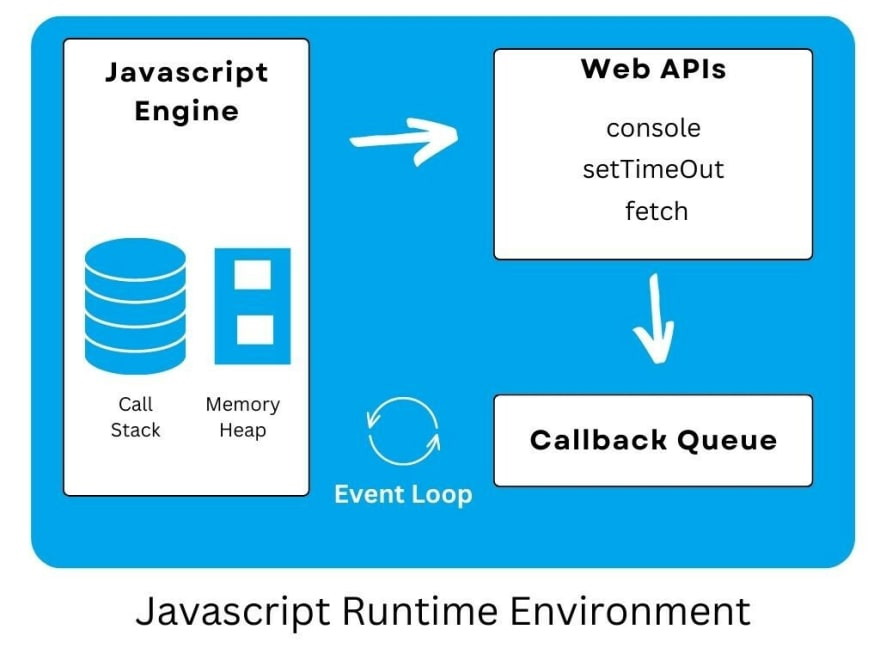 Javascript
Engine
Call
Stack
Memory
Heap
Web APIs
console
setTimeOut
fetch
Event Loop
Callback Queue
Javascript Runtime Environment